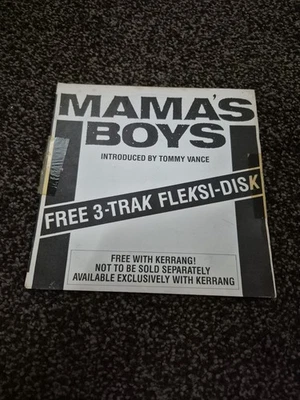 MAMA'S
BOYS
INTRODUCED BY TOMMY VANCE
FREE 3-TRAK FLEKSI-DISK
FREE WITH KERRANG!
NOT TO BE SOLD SEPARATELY
AVAILABLE EXCLUSIVELY WITH KERRANG